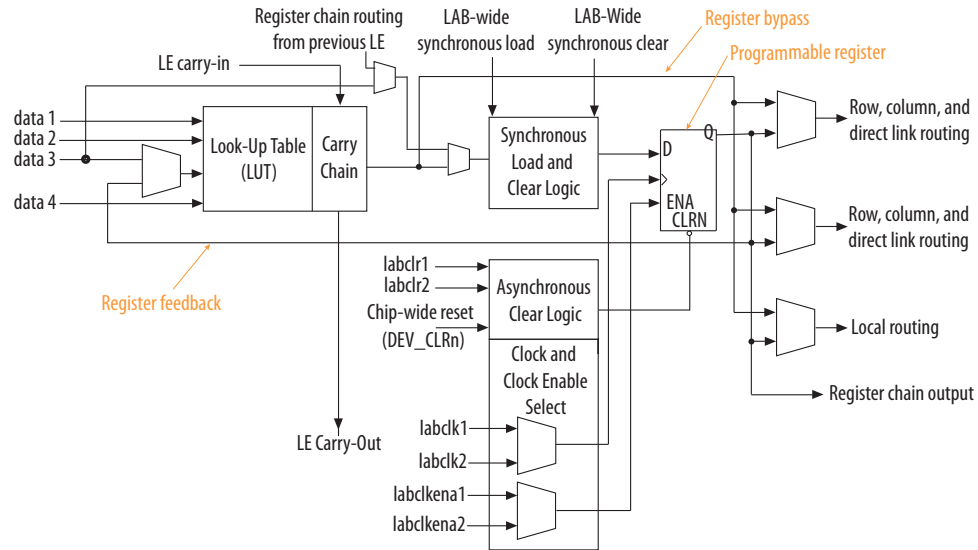 Register chain routing
from previous LE
LAB-wide
synchronous load
LAB-Wide
synchronous clear
Register bypass
Programmable register
LE carry-in
data 1
data 2
data 3
data 4
Look-Up Table
(LUT)
Carry
Chain
Synchronous
Load and
Clear Logic
D
Q
ENA
CLRN
Row, column, and
direct link routing
Row, column, and
direct link routing
Local routing
Register chain output
Register feedback
labclr1
labclr2
Chip-wide reset
(DEV_CLRn)
Asynchronous
Clear Logic
Clock and
Clock Enable
Select
labclk1
labclk2
labclkena1
labclkena2
LE Carry-Out